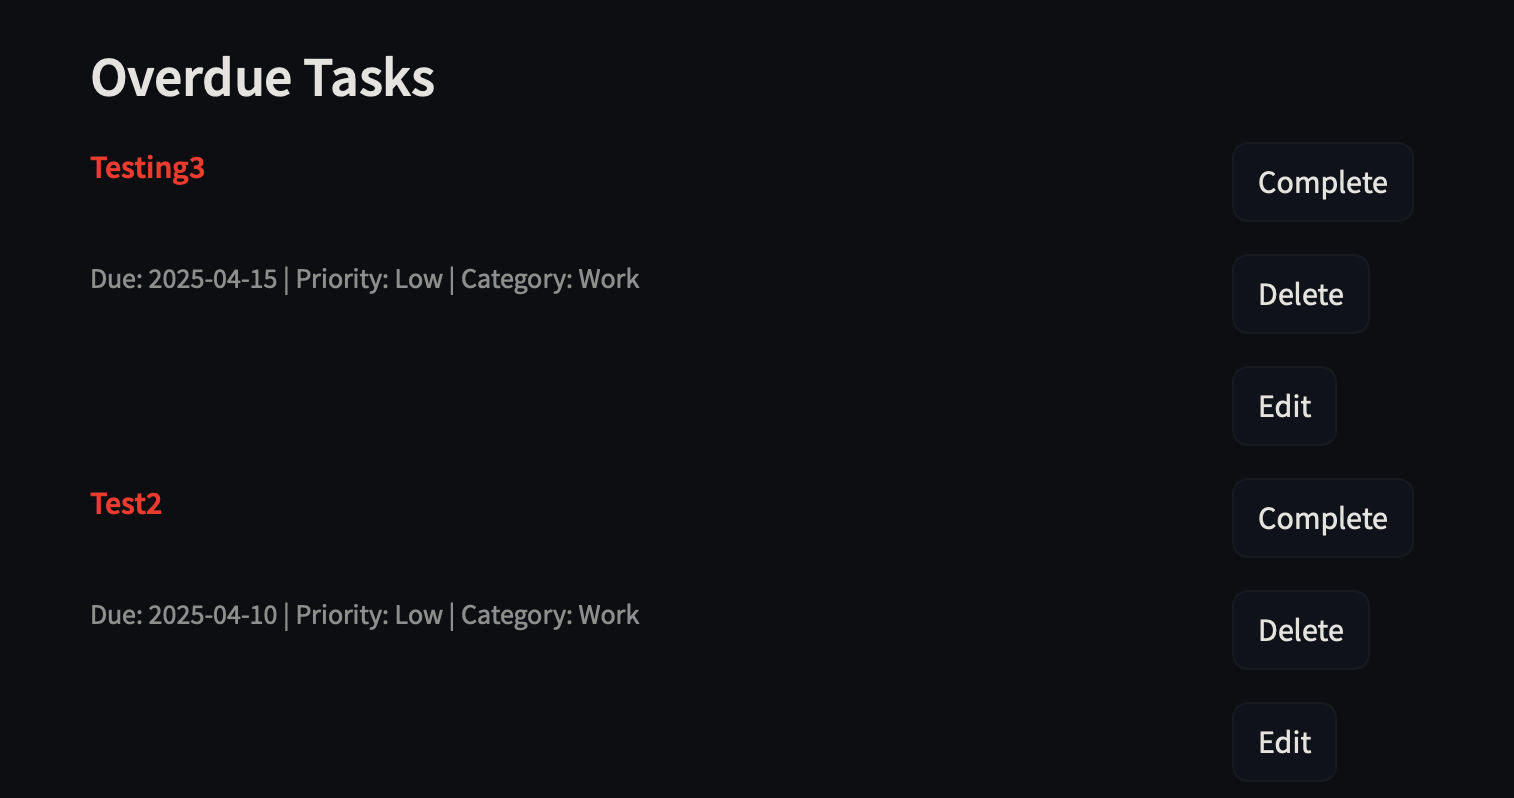 Overdue Tasks
Testing3
Complete
Due: 2025-04-15 | Priority: Low | Category: Work
Delete
Edit
Test2
Complete
Due: 2025-04-10 | Priority: Low | Category: Work
Delete
Edit